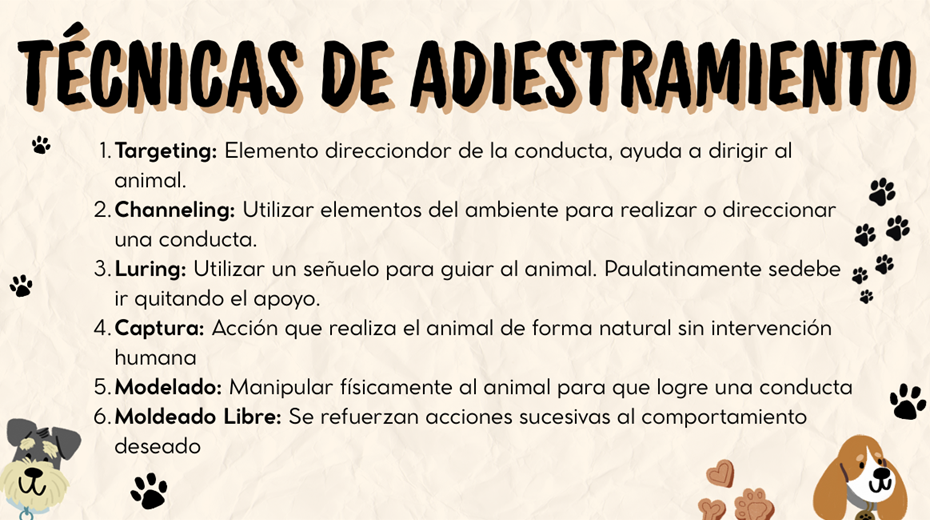 TÉCNICAS DE ADIESTRAMIENTO
1. Targeting: Elemento direcciondor de la conducta, ayuda a dirigir al
animal.
2. Channeling: Utilizar elementos del ambiente para realizar o direccionar
una conducta.
3. Luring: Utilizar un señuelo para guiar al animal. Paulatinamente sedebe
ir quitando el apoyo.
4. Captura: Acción que realiza el animal de forma natural sin intervención
humana
5. Modelado: Manipular físicamente al animal para que logre una conducta
6. Moldeado Libre: Se refuerzan acciones sucesivas al comportamiento
deseado